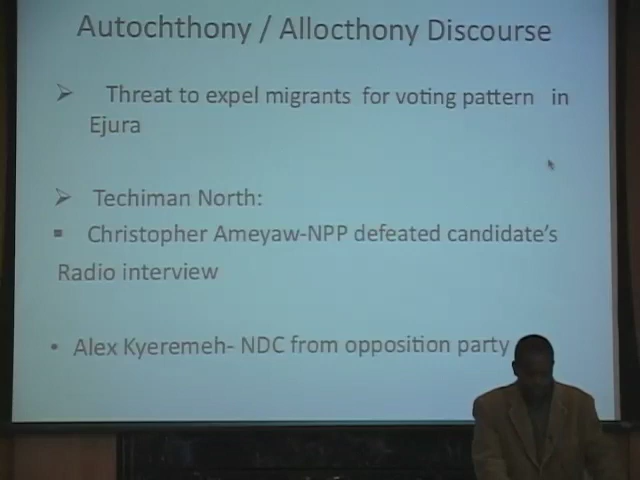 Autochthony / Allocthony Discourse
➢ Threat to expel migrants for voting pattern in
Ejura
➢ Techiman North:
▪ Christopher Ameyaw-NPP defeated candidate's
Radio interview
• Alex Kyeremeh- NDC from opposition party